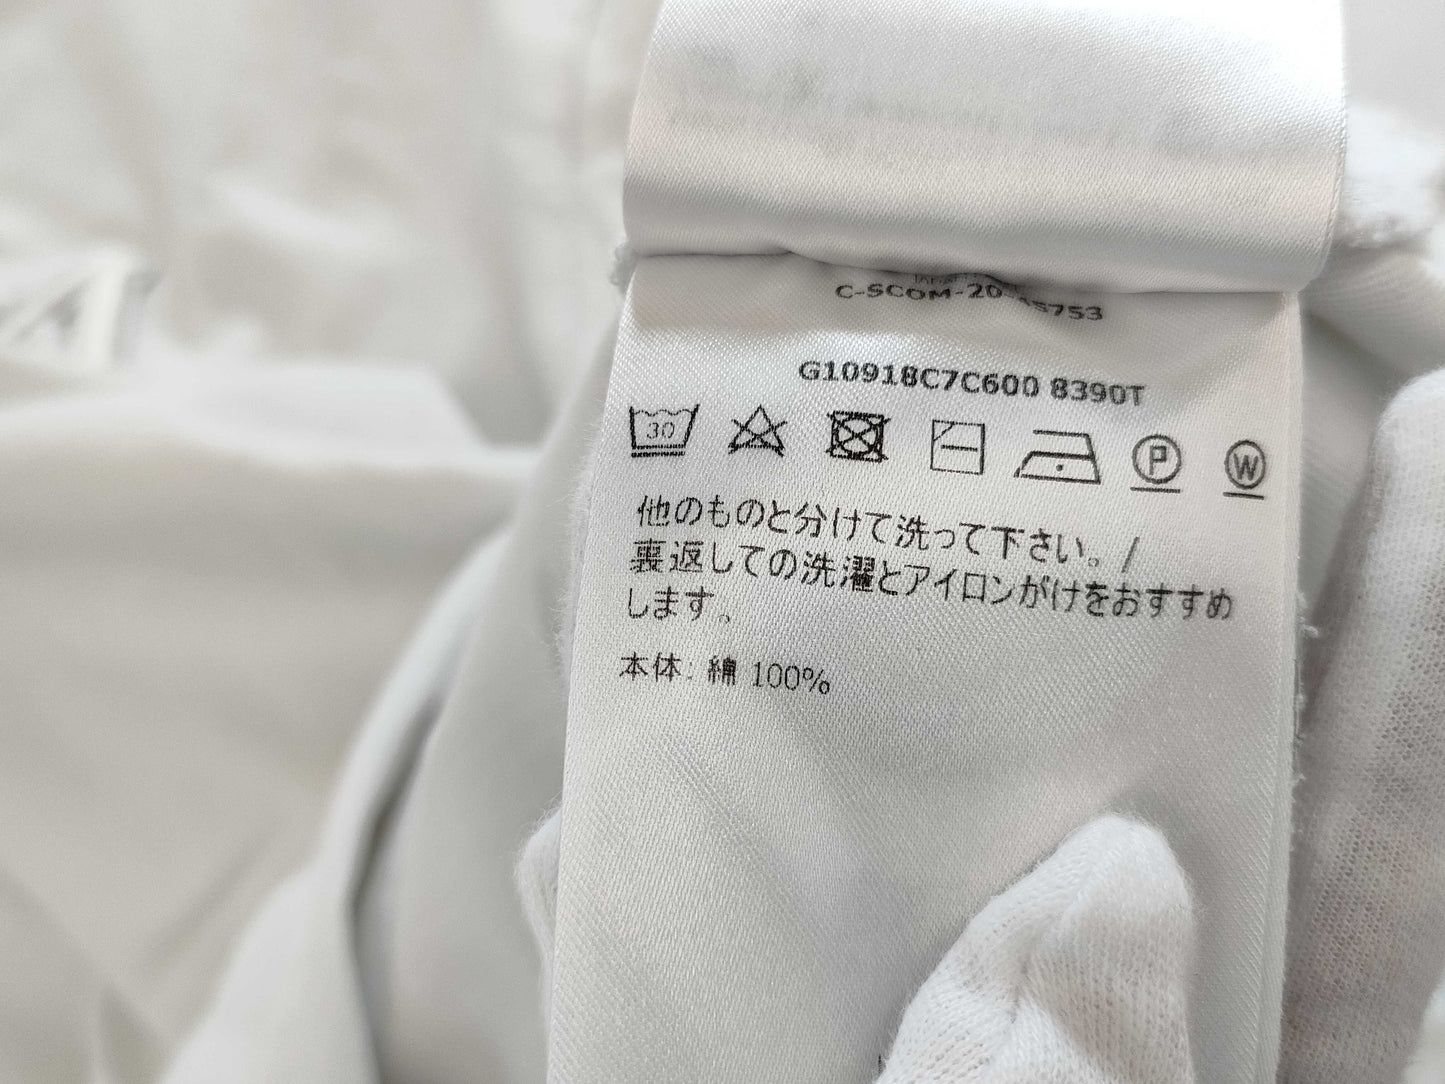 C-SCOM-20
5753
G10918C7C600 8390T
30
P
W
他のものと分けて洗って下さい。/
裏返しての洗濯とアイロンがけをおすすめ
します。
本体: 綿 100%